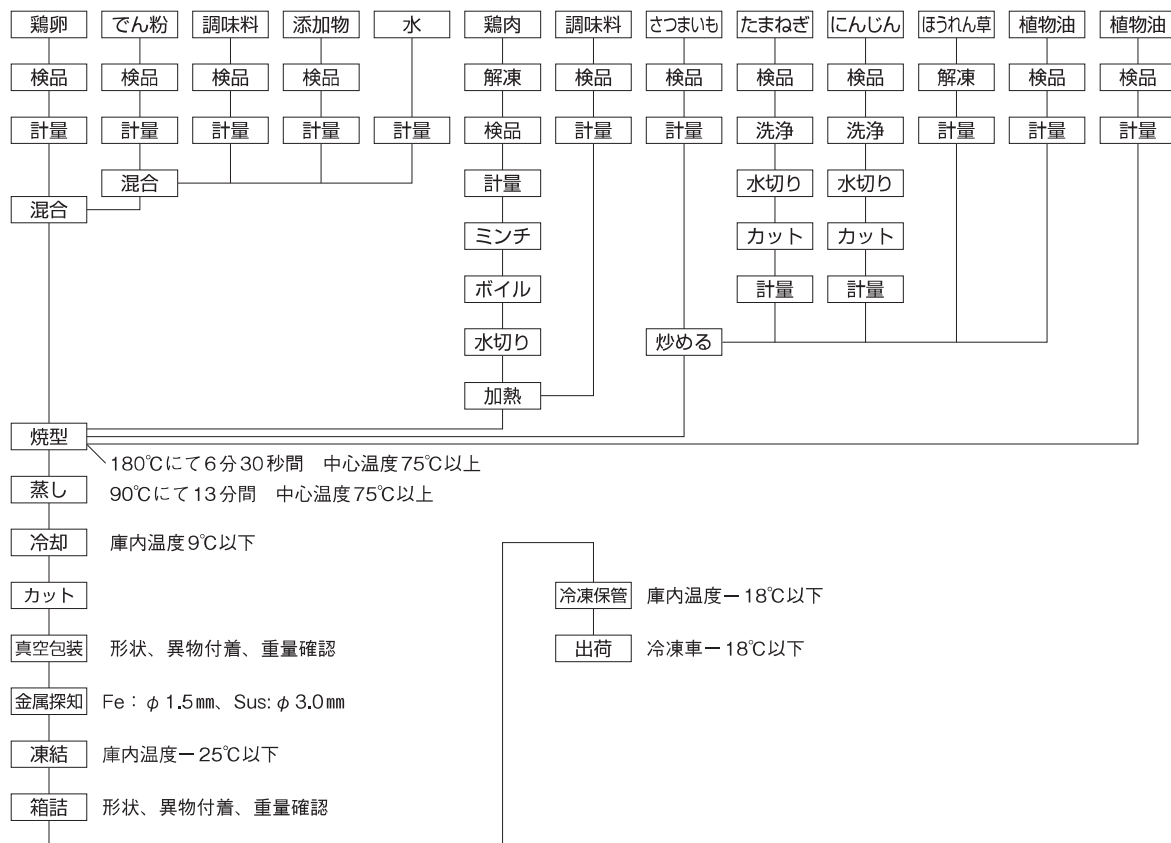 鶏卵 でん粉 調味料 添加物 水 鶏肉 調味料 さつまいも たまねぎ にんじん ほうれん草 植物油 植物油
検品 検品 検品 検品 解凍 検品 検品 検品 検品 解凍 検品 検品
計量 計量 計量 計量 計量 検品 計量 計量 洗浄 洗浄 計量 計量 計量
混合 計量 水切り 水切り
混合
ミンチ カット カット
ボイル 計量 計量
水切り 炒める
加熱
焼型
180℃にて6分30秒間 中心温度75℃以上
蒸し 90℃にて13分間 中心温度75℃以上
冷却 庫内温度9℃以下
カット
真空包装 形状、異物付着、重量確認
金属探知 Fe：φ1.5㎜、Sus:φ3.0㎜
凍結 庫内温度ー25℃以下
箱詰 形状、異物付着、重量確認
冷凍保管 庫内温度ー18℃以下
出荷 冷凍車ー18℃以下